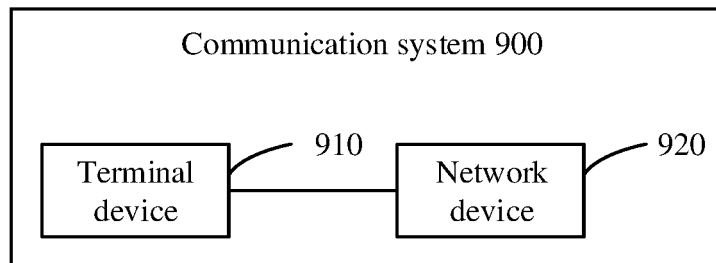 Communication system 900
910
920
Terminal
device
Network
device